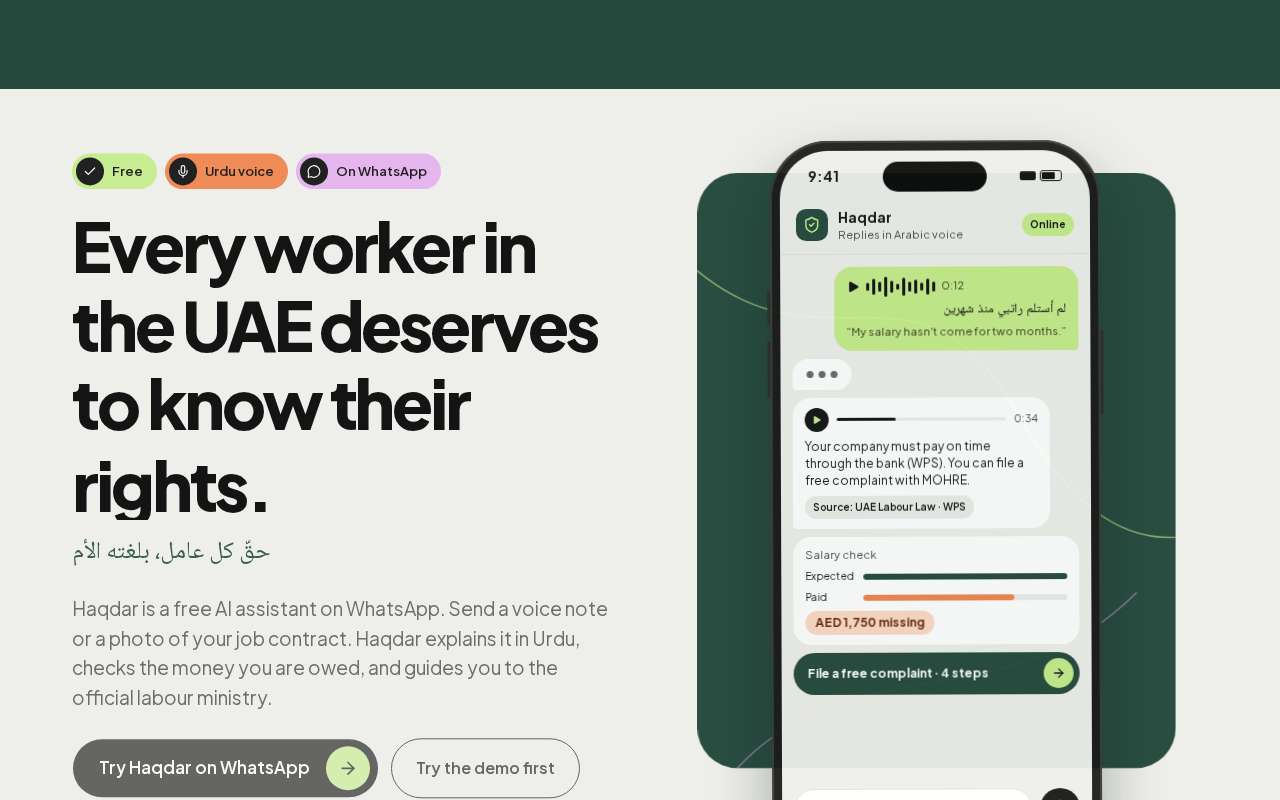 Free
Urdu voice
On WhatsApp
Every worker in
the UAE deserves
to know their
rights.
حقّ كل عامل، بلغته الأم
Haqdar is a free AI assistant on WhatsApp. Send a voice note
or a photo of your job contract. Haqdar explains it in Urdu,
checks the money you are owed, and guides you to the
official labour ministry.
Try Haqdar on WhatsApp
Try the demo first
9:41
Haqdar
Replies in Arabic voice
Online
0:12
لم أستلم راتبي منذ شهرين
"My salary hasn't come for two months."
0:34
Your company must pay on time
through the bank (WPS). You can file a
free complaint with MOHRE.
Source: UAE Labour Law · WPS
Salary check
Expected
Paid
AED 1,750 missing
File a free complaint · 4 steps